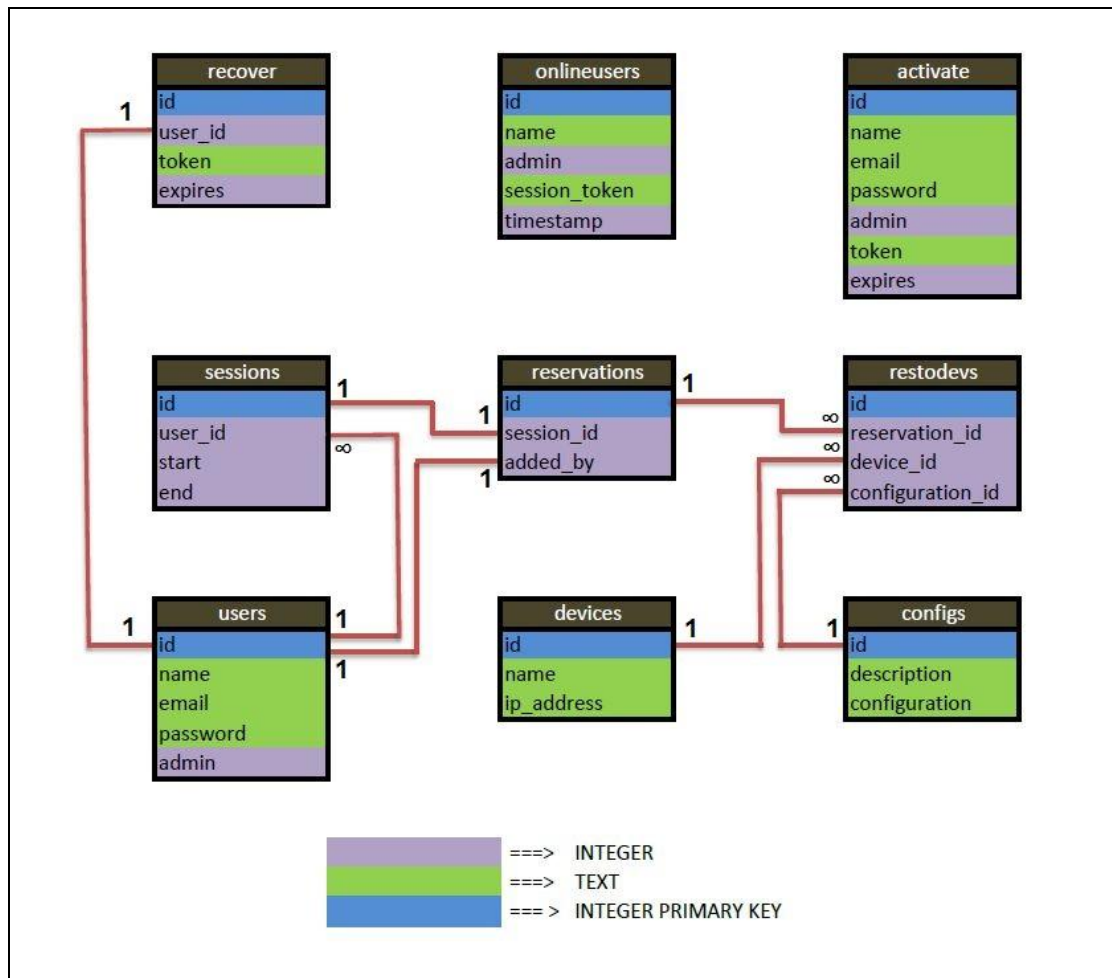 recover
id
user_id
token
expires
onlineusers
id
name
admin
session_token
timestamp
activate
id
name
email
password
admin
token
expires
1
sessions
id
user_id
start
end
1
∞
reservations
id
session_id
added_by
1
1
1
restodevs
id
reservation_id
device_id
configuration_id
∞
∞
∞
users
id
name
email
password
admin
1
1
1
devices
id
name
ip_address
1
configs
id
description
configuration
1
===> INTEGER
===> TEXT
=== > INTEGER PRIMARY KEY